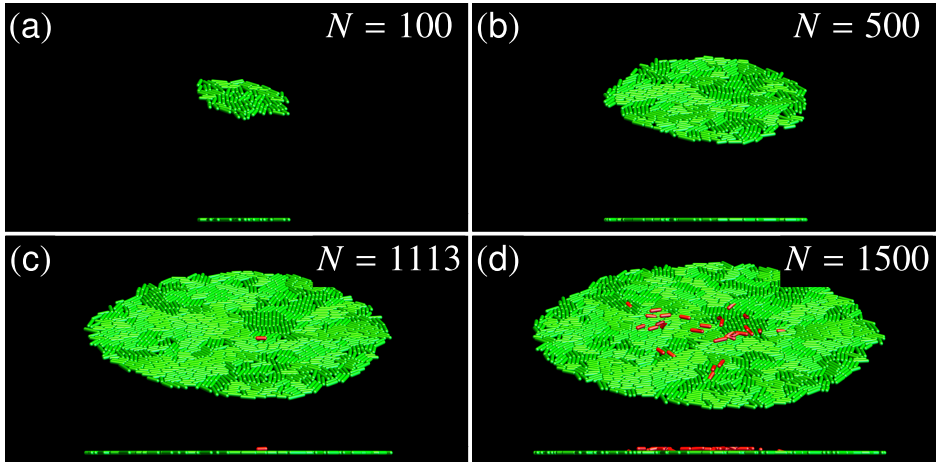 (a) N = 100
(b) N = 500
(c) N = 1113
(d) N = 1500